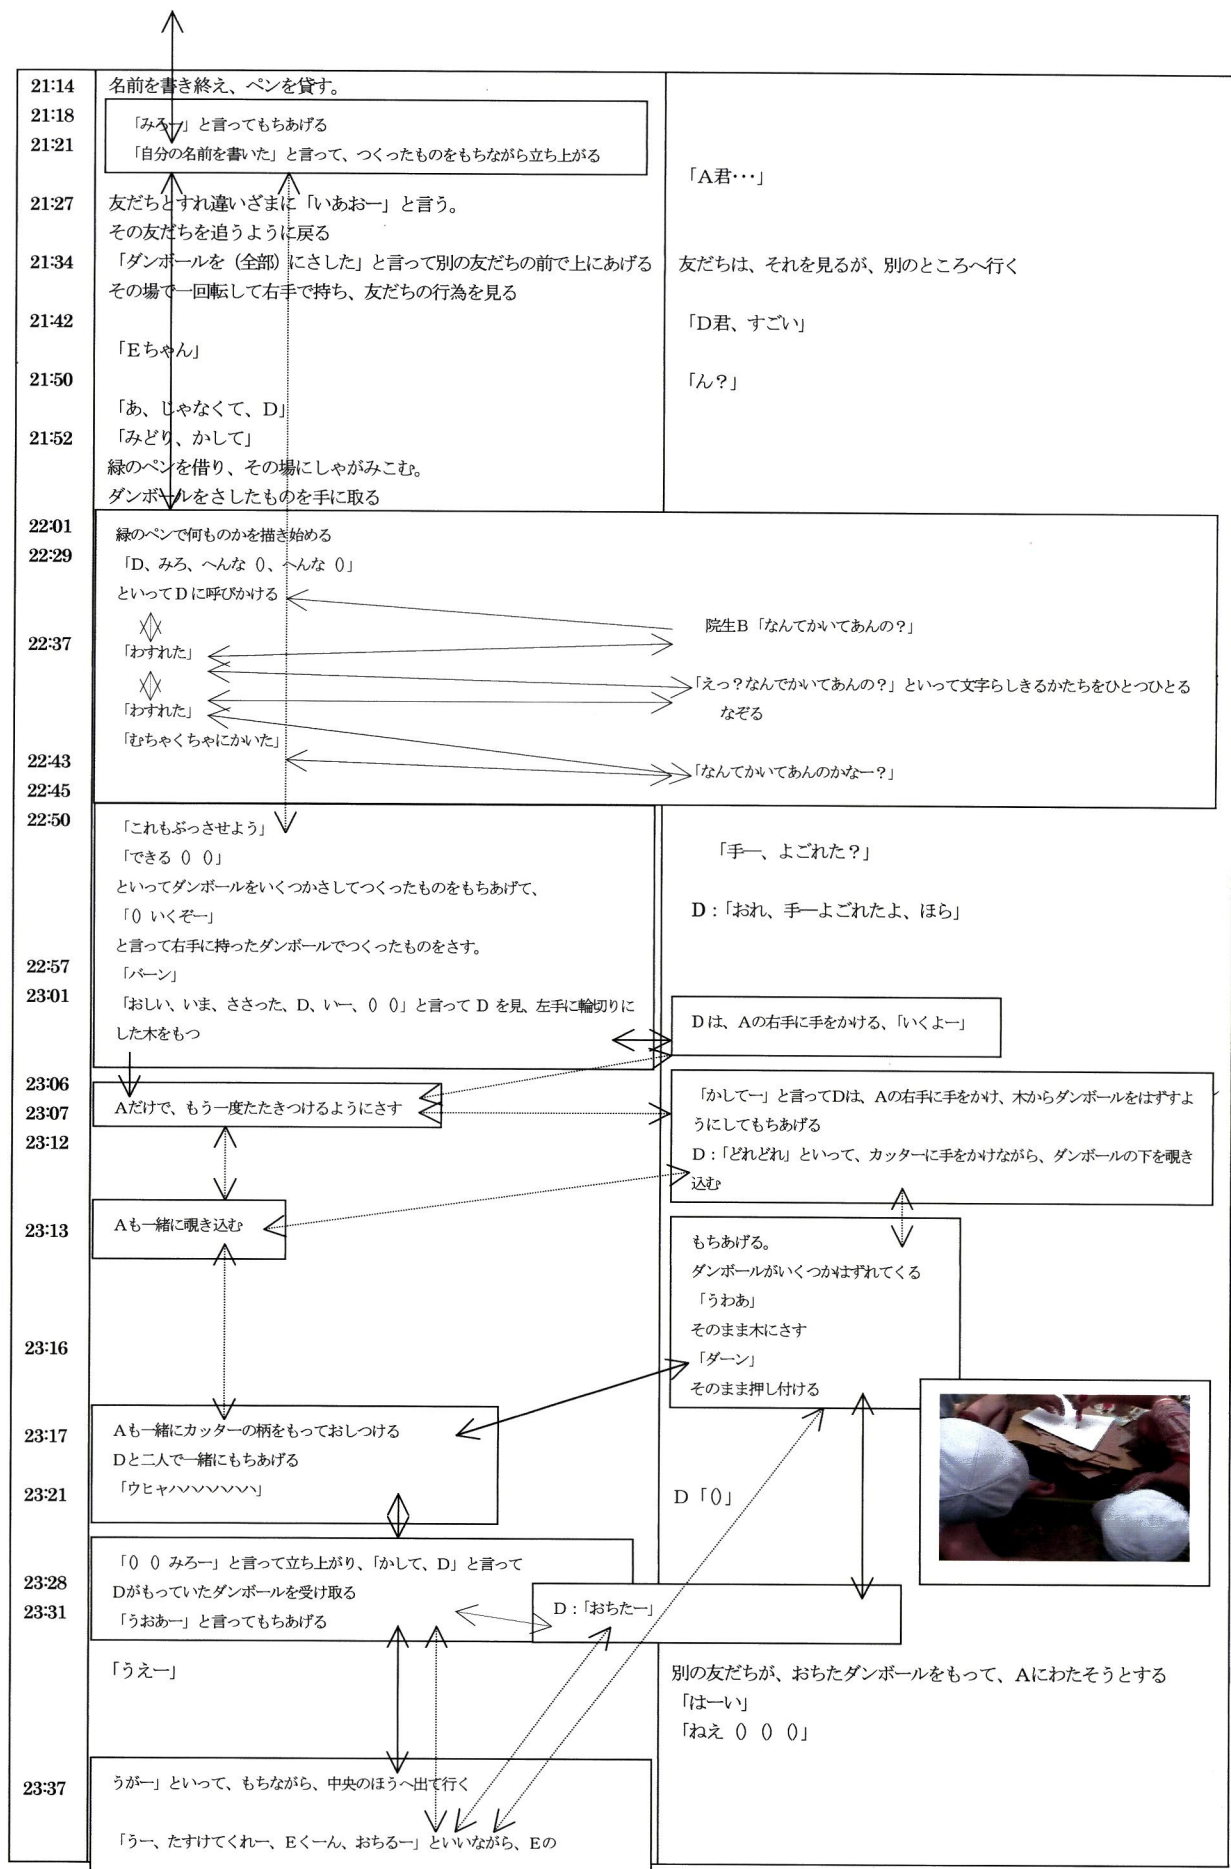 21:14 名前を書き終え、ペンを貸す。
21:18 「みろー」と言ってもちあげる
21:21 「自分の名前を書いた」と言って、つくったものをもちながら立ち上がる
「A君･･･」
21:27 友だちとすれ違いざまに「いあおー」と言う。
その友だちを追うように戻る
21:34 「ダンボールを（全部）にさした」と言って別の友だちの前で上にあげる 友だちは、それを見るが、別のところへ行く
その場で一回転して右手で持ち、友だちの行為を見る
21:42 「D君、すごい」
「Eちゃん」
21:50 「ん？」
「あ、じゃなくて、D」
21:52 「みどり、かして」
緑のペンを借り、その場にしゃがみこむ。
ダンボールをさしたものを手に取る
22:01 緑のペンで何ものかを描き始める
22:29 「D、みろ、へんな（）、へんな（）」
といってDに呼びかける
院生B「なんてかいてあんの？」
22:37 「わすれた」
「えっ？なんでかいてあんの？」といって文字らしきるかたちをひとつひとる
なぞる
「わすれた」
「むちゃくちゃにかいた」
22:43 「なんてかいてあんのかなー？」
22:45
22:50 「これもぶっさせよう」
「できる（）（）」
「手―、よごれた？」
といってダンボールをいくつかさしてつくったものをもちあげて、
「（）いくぞー」
D：「おれ、手―よごれたよ、ほら」
と言って右手に持ったダンボールでつくったものをさす。
22:57 「バーン」
23:01 「おしい、いま、ささった、D、いー、（）（）」と言って D を見、左手に輪切りに
した木をもつ
Dは、Aの右手に手をかける、「いくよー」
23:06
23:07 Aだけで、もう一度たたきつけるようにさす
「かしてー」と言ってDは、Aの右手に手をかけ、木からダンボールをはずすよ
うにしてもちあげる
23:12 D：「どれどれ」といって、カッターに手をかけながら、ダンボールの下を覗き
込む
23:13 Aも一緒に覗き込む
もちあげる。
ダンボールがいくつかはずれてくる
「うわあ」
そのまま木にさす
23:16 「ダーン」
そのまま押し付ける
23:17 Aも一緒にカッターの柄をもっておしつける
Dと二人で一緒にもちあげる
23:21 「ウヒャハハハハハハ」
D「（）」
「（）（）みろー」と言って立ち上がり、「かして、D」と言って
23:28 Dがもっていたダンボールを受け取る
23:31 「うおあー」と言ってもちあげる
D：「おちたー」
「うえー」
別の友だちが、おちたダンボールをもって、Aにわたそうとする
「はーい」
「ねえ（）（）（）」
23:37 うがー」といって、もちながら、中央のほうへ出て行く
「うー、たすけてくれー、Eくーん、おちるー」といいながら、Eの